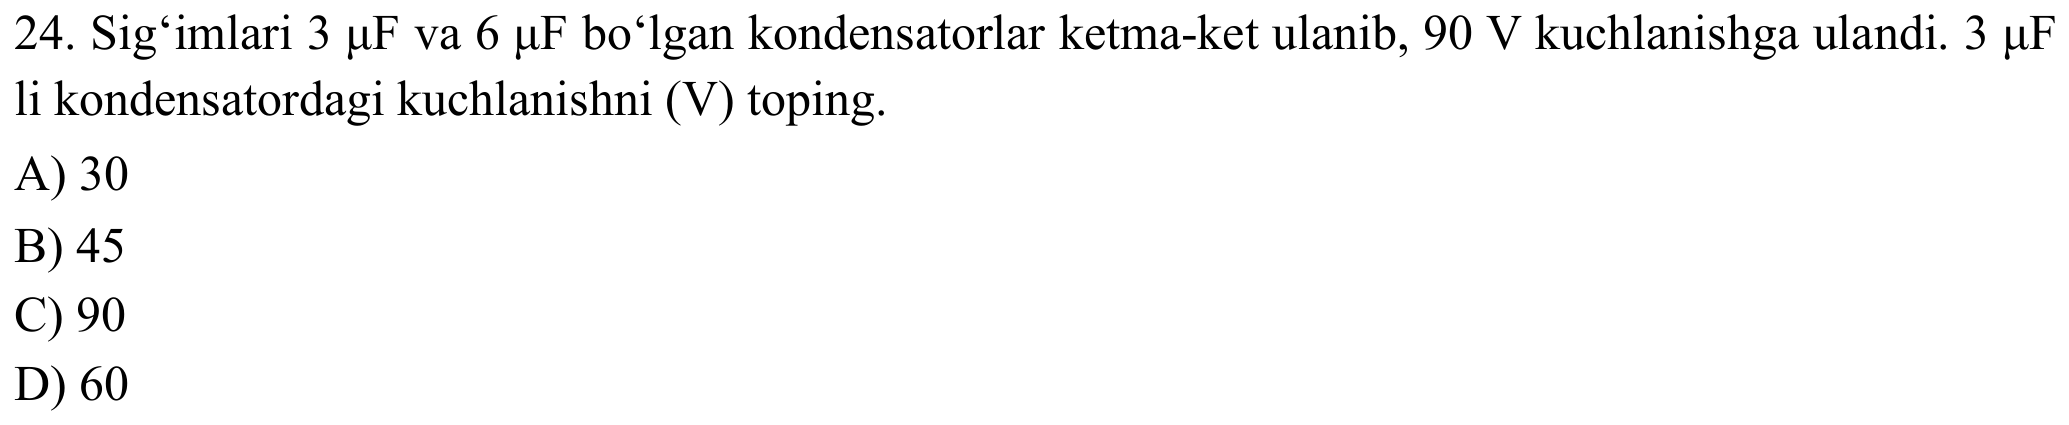 24. Sig‘imlari 3 μF va 6 μF bo‘lgan kondensatorlar ketma-ket ulanib, 90 V kuchlanishga ulandi. 3 μF
li kondensatordagi kuchlanishni (V) toping.
A) 30
B) 45
C) 90
D) 60